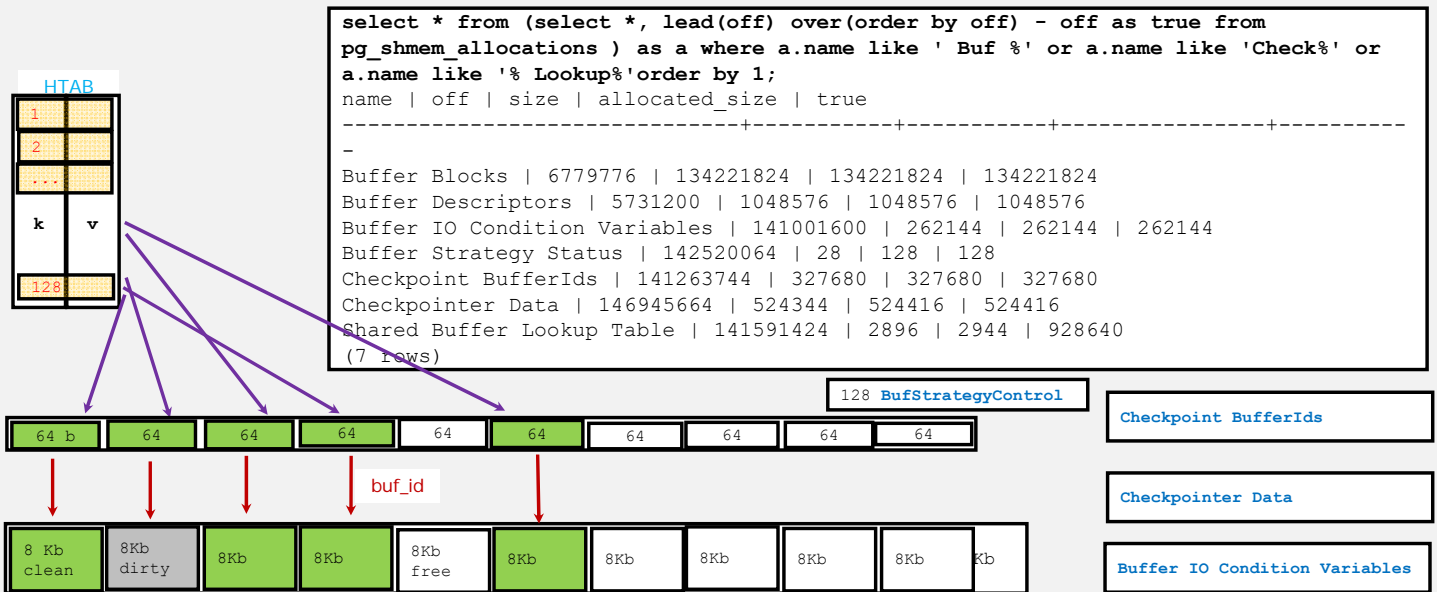 select * from (select *, lead(off) over(order by off) - off as true from
pg_shmem_allocations ) as a where a.name like ' Buf %' or a.name like 'Check%' or
a.name like '% Lookup%'order by 1;
name | off | size | allocated_size | true
-------------------------------+-----------+-----------+----------------+----------
-
Buffer Blocks | 6779776 | 134221824 | 134221824 | 134221824
Buffer Descriptors | 5731200 | 1048576 | 1048576 | 1048576
Buffer IO Condition Variables | 141001600 | 262144 | 262144 | 262144
Buffer Strategy Status | 142520064 | 28 | 128 | 128
Checkpoint BufferIds | 141263744 | 327680 | 327680 | 327680
Checkpointer Data | 146945664 | 524344 | 524416 | 524416
Shared Buffer Lookup Table | 141591424 | 2896 | 2944 | 928640
(7 rows)
HTAB
1
2
...
k v
128
128 BufStrategyControl
Checkpoint BufferIds
64 b 64 64 64 64 64 64 64 64 64
buf_id
Checkpointer Data
8 Kb
clean
8Kb
dirty
8Kb
8Kb
8Kb
free
8Kb
8Kb
8Kb
8Kb
8Kb
Kb
Buffer IO Condition Variables